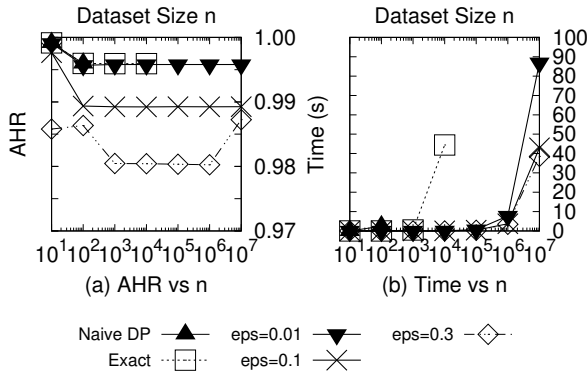 Dataset Size n Dataset Size n
1.00 100
90
80
0.99 70
60
50
0.98 40
30
20
10
0.97 0
AHR Time (s)
10^1 10^2 10^3 10^4 10^5 10^6 10^7 10^1 10^2 10^3 10^4 10^5 10^6 10^7
(a) AHR vs n (b) Time vs n
Naive DP eps=0.01 eps=0.3
Exact eps=0.1